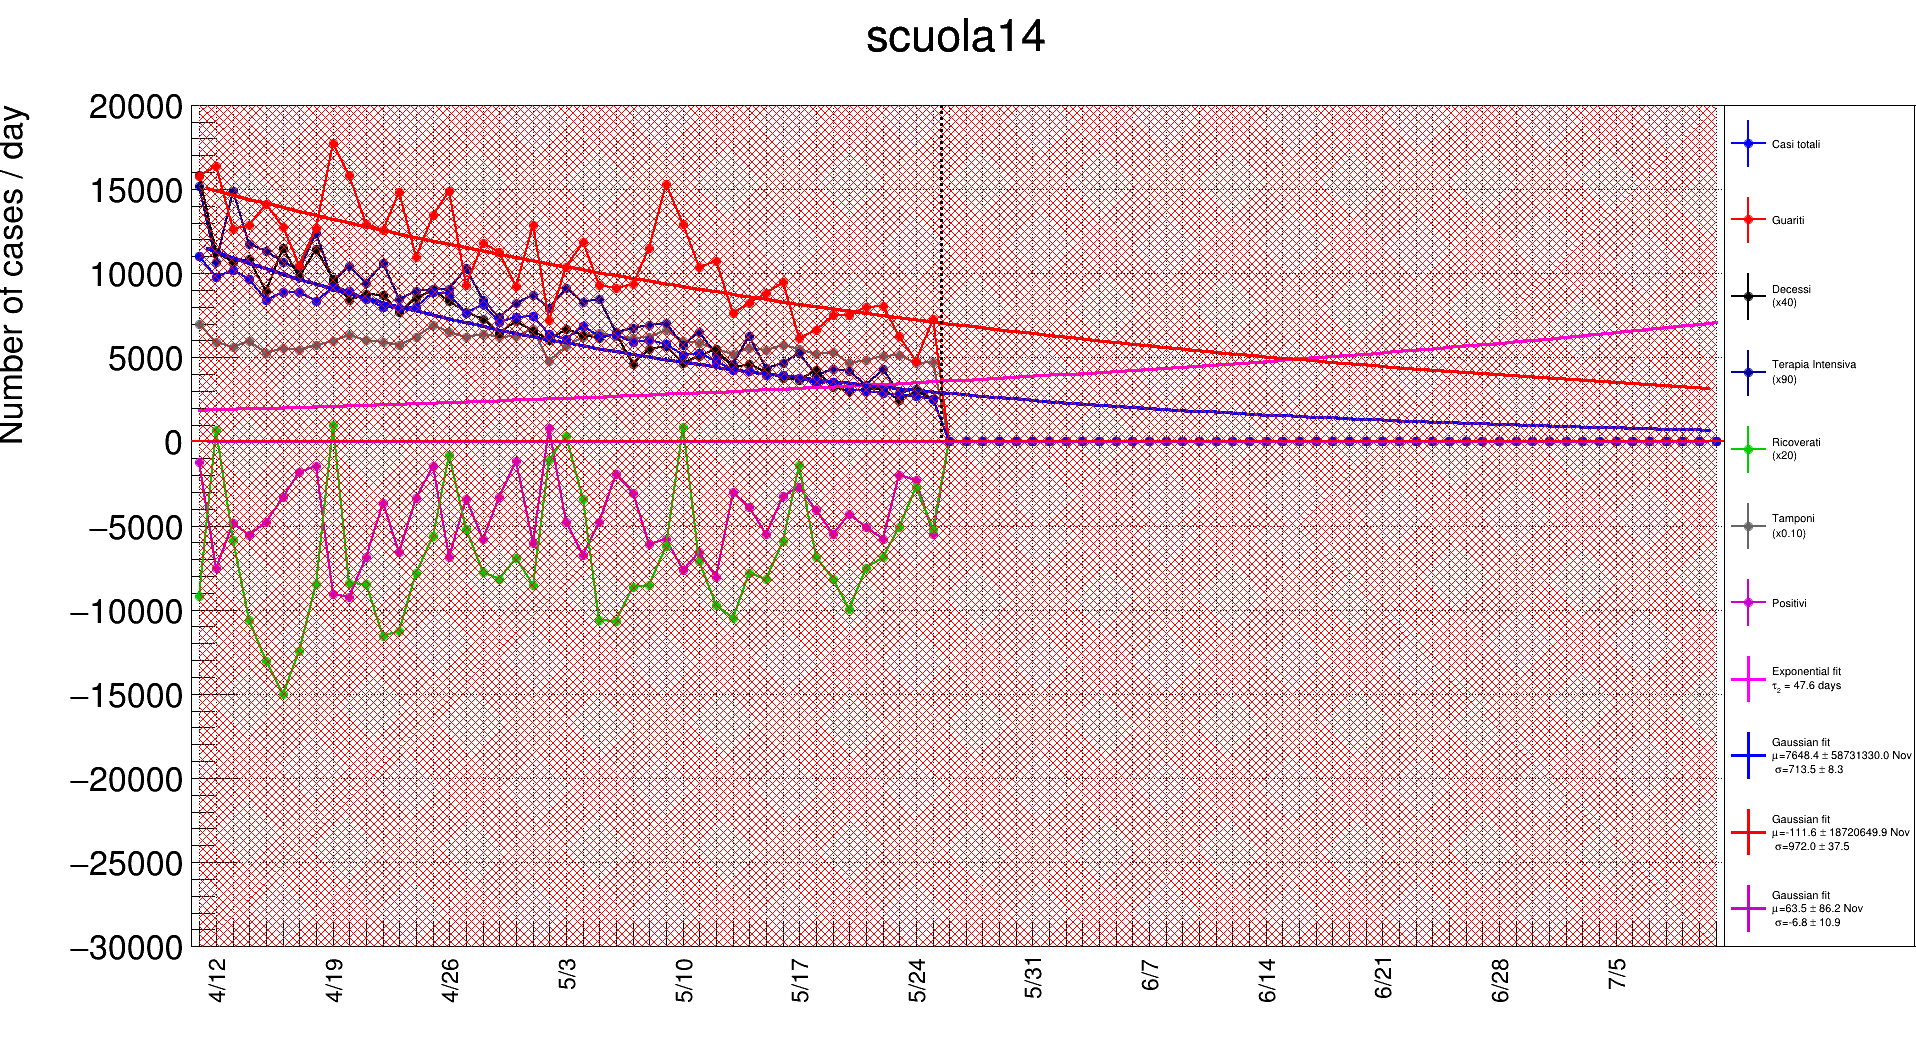 scuola14
Number of cases / day
20000
15000
10000
5000
0
−5000
−10000
−15000
−20000
−25000
−30000
4/12
4/19
4/26
5/3
5/10
5/17
5/24
5/31
6/7
6/14
6/21
6/28
7/5
Casi totali
Guariti
Decessi
(x40)
Terapia Intensiva
(x90)
Ricoverati
(x20)
Tamponi
(x0.10)
Positivi
Exponential fit
τ2 = 47.6 days
Gaussian fit
μ=7648.4 ± 58731330.0 Nov
σ=713.5 ± 8.3
Gaussian fit
μ=-111.6 ± 18720649.9 Nov
σ=972.0 ± 37.5
Gaussian fit
μ=63.5 ± 86.2 Nov
σ=-6.8 ± 10.9